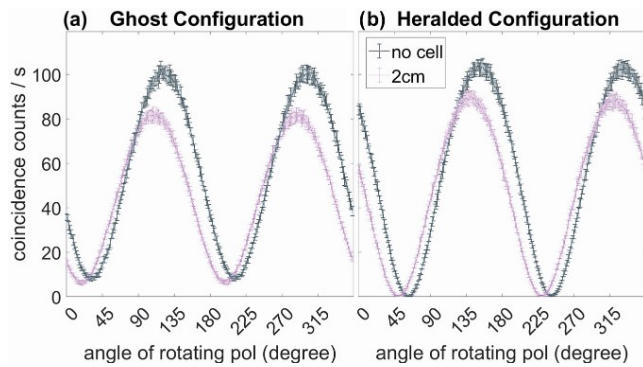 (a) Ghost Configuration
(b) Heralded Configuration
no cell
2cm
coincidence counts / s
100
80
60
40
20
0
0 45 90 135 180 225 270 315
0 45 90 135 180 225 270 315
angle of rotating pol (degree)
angle of rotating pol (degree)